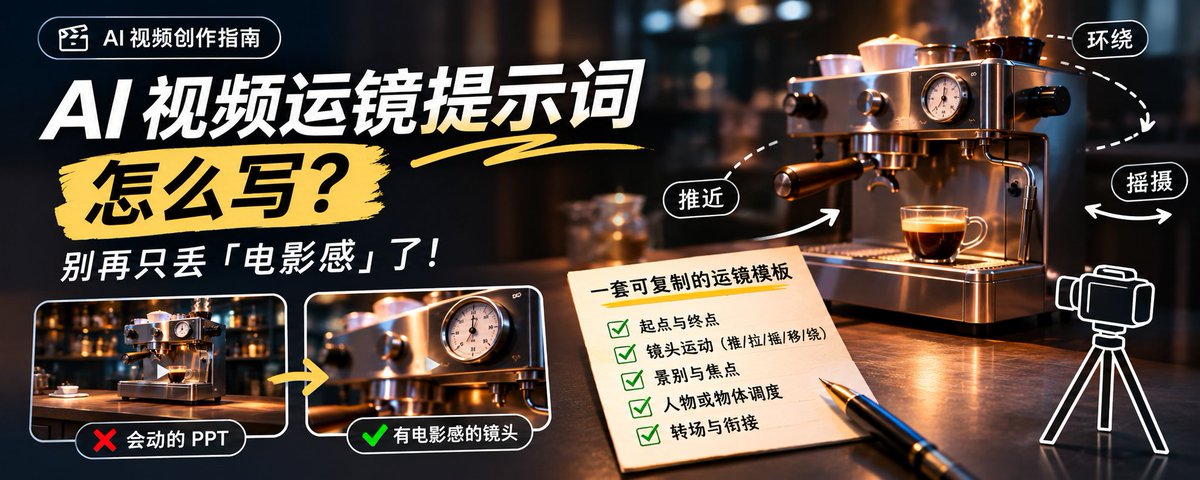 AI 视频创作指南
AI 视频运镜提示词
怎么写？
别再只丢「电影感」了！
会动的 PPT
有电影感的镜头
推近
环绕
摇摄
一套可复制的运镜模板
起点与终点
镜头运动（推/拉/摇/移/绕）
景别与焦点
人物或物体调度
转场与衔接